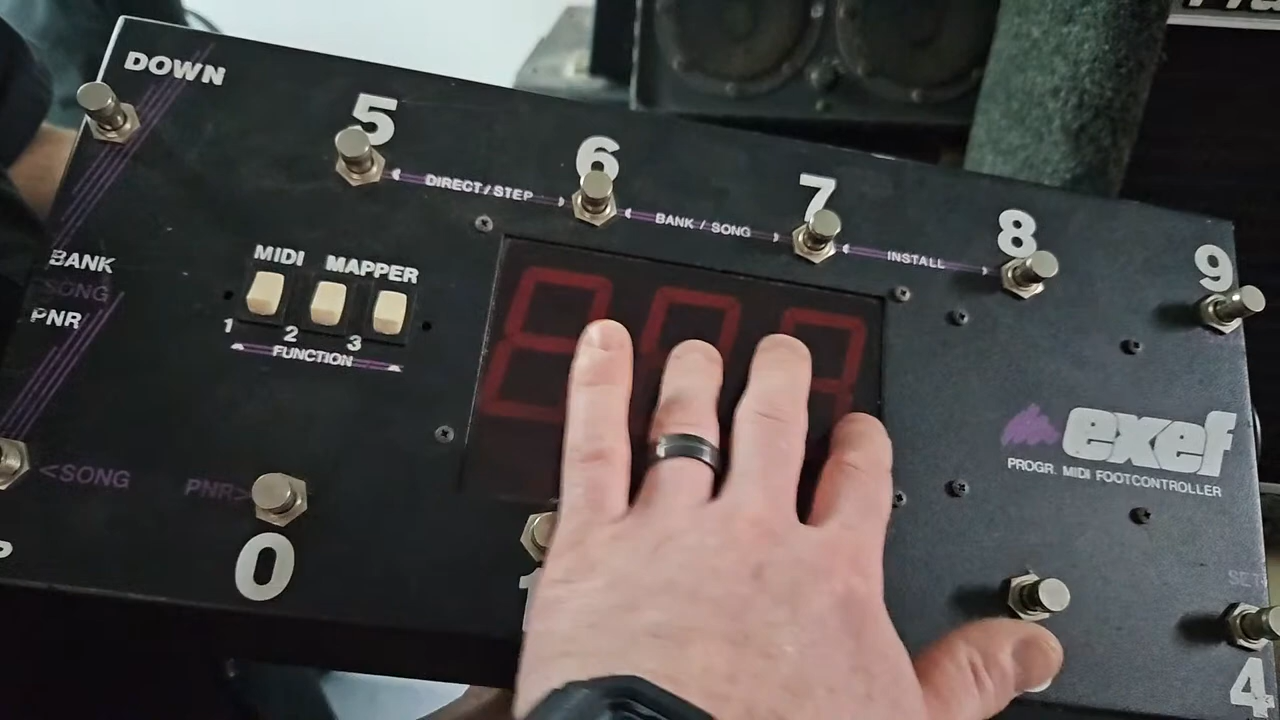 DOWN
5
6
7
8
9
DIRECT/STEP
BANK / SONG
INSTALL
MIDI MAPPER
1 2 3
FUNCTION
BANK
SONG
PNR
exef
PROGR. MIDI FOOTCONTROLLER
<SONG
PNR>
0
4